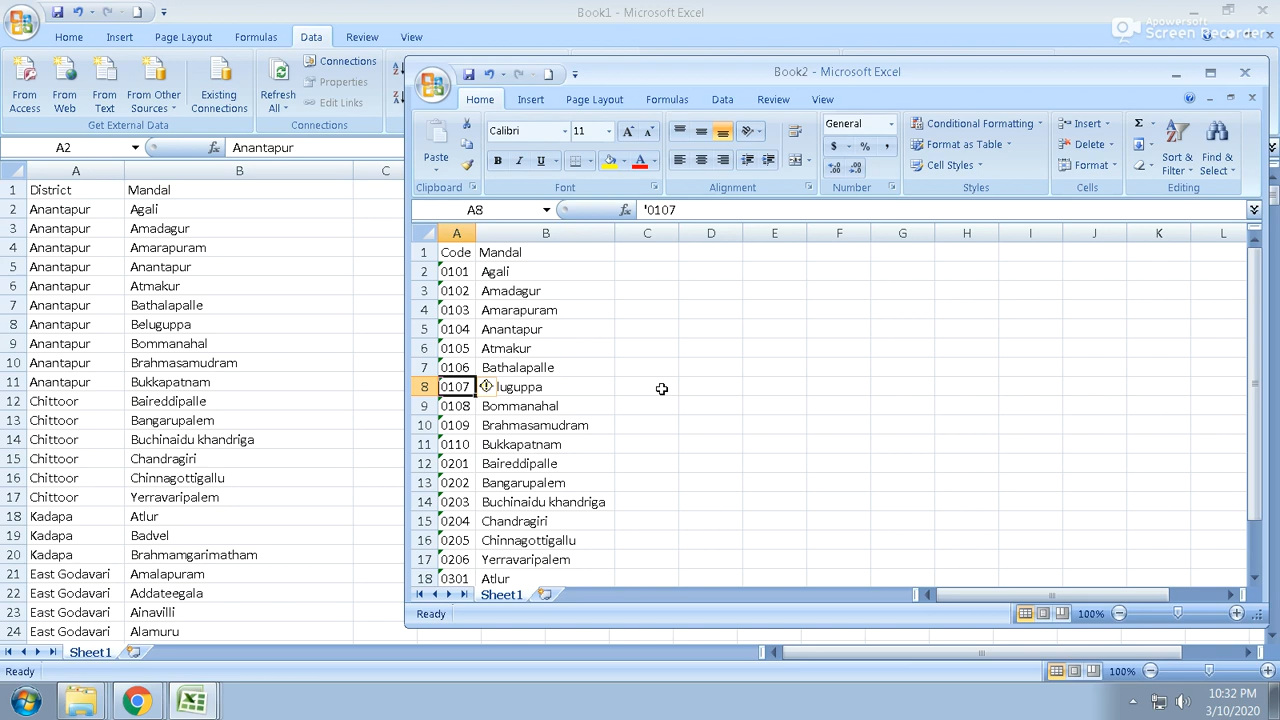 Book1 - Microsoft Excel
Apowersoft
Screen Recorder
Home Insert Page Layout Formulas Data Review View
From Access
From Web
From Text
From Other Sources
Existing Connections
Refresh All
Connections
Properties
Edit Links
Get External Data
Connections
A2
fx
Anantapur
A B C
1 District Mandal
2 Anantapur Agali
3 Anantapur Amadagur
4 Anantapur Amarapuram
5 Anantapur Anantapur
6 Anantapur Atmakur
7 Anantapur Bathalapalle
8 Anantapur Beluguppa
9 Anantapur Bommanahal
10 Anantapur Brahmasamudram
11 Anantapur Bukkapatnam
12 Chittoor Baireddipalle
13 Chittoor Bangarupalem
14 Chittoor Buchinaidu khandriga
15 Chittoor Chandragiri
16 Chittoor Chinnagottigallu
17 Chittoor Yerravaripalem
18 Kadapa Atlur
19 Kadapa Badvel
20 Kadapa Brahmamgarimatham
21 East Godavari Amalapuram
22 East Godavari Addateegala
23 East Godavari Ainavilli
24 East Godavari Alamuru
Sheet1
Ready
100%
Book2 - Microsoft Excel
Home Insert Page Layout Formulas Data Review View
Paste
Clipboard
Calibri 11
B I U
Font
Alignment
General
$ % ,
Number
Conditional Formatting
Format as Table
Cell Styles
Styles
Insert
Delete
Format
Cells
Σ
Sort & Filter
Find & Select
Editing
A8
fx
'0107
A B C D E F G H I J K L
1 Code Mandal
2 0101 Agali
3 0102 Amadagur
4 0103 Amarapuram
5 0104 Anantapur
6 0105 Atmakur
7 0106 Bathalapalle
8 0107 luguppa
9 0108 Bommanahal
10 0109 Brahmasamudram
11 0110 Bukkapatnam
12 0201 Baireddipalle
13 0202 Bangarupalem
14 0203 Buchinaidu khandriga
15 0204 Chandragiri
16 0205 Chinnagottigallu
17 0206 Yerravaripalem
18 0301 Atlur
Sheet1
Ready
100%
10:32 PM
3/10/2020